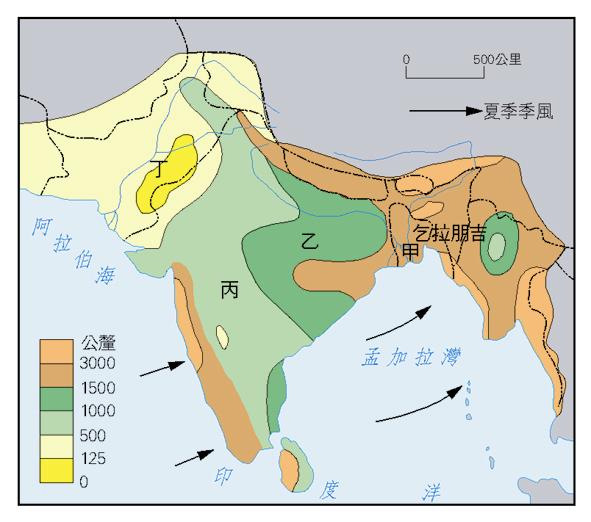 0
500公里
夏季季風
丁
阿拉伯海
乙
甲
乞拉朋吉
丙
孟加拉灣
公釐
3000
1500
1000
500
125
0
印度洋